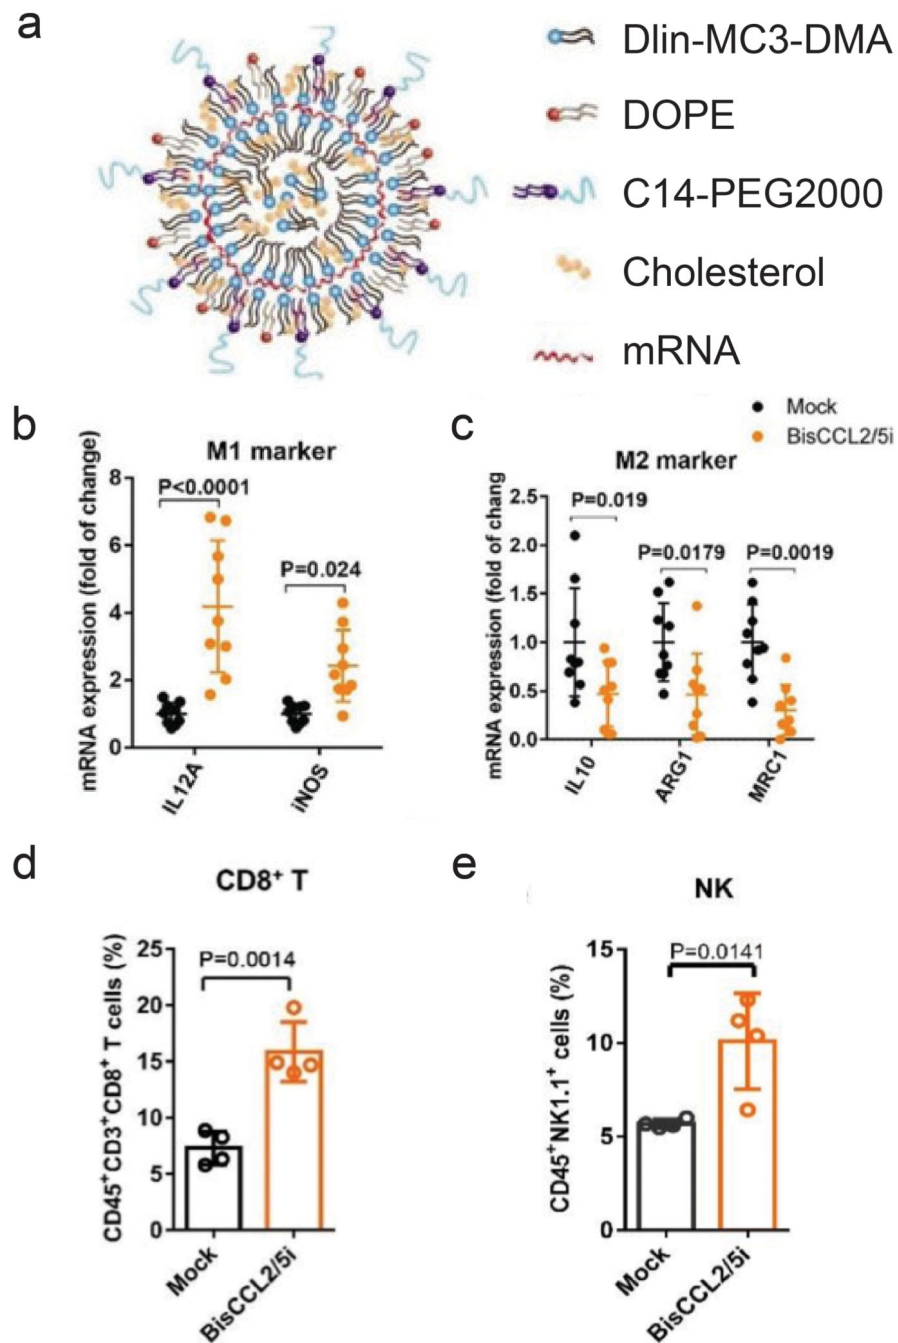 a
Dlin-MC3-DMA
DOPE
C14-PEG2000
Cholesterol
mRNA
b
M1 marker
mRNA expression (fold of change)
8
6
4
2
0
P<0.0001
P=0.024
IL12A
iNOS
c
Mock
BisCCL2/5i
M2 marker
mRNA expression (fold of chang
2.5
2.0
1.5
1.0
0.5
0.0
P=0.019
P=0.0179
P=0.0019
IL10
ARG1
MRC1
d
CD8⁺ T
CD45⁺CD3⁺CD8⁺ T cells (%)
25
20
15
10
5
0
P=0.0014
Mock
BisCCL2/5i
e
NK
CD45⁺NK1.1⁺ cells (%)
15
10
5
0
P=0.0141
Mock
BisCCL2/5i